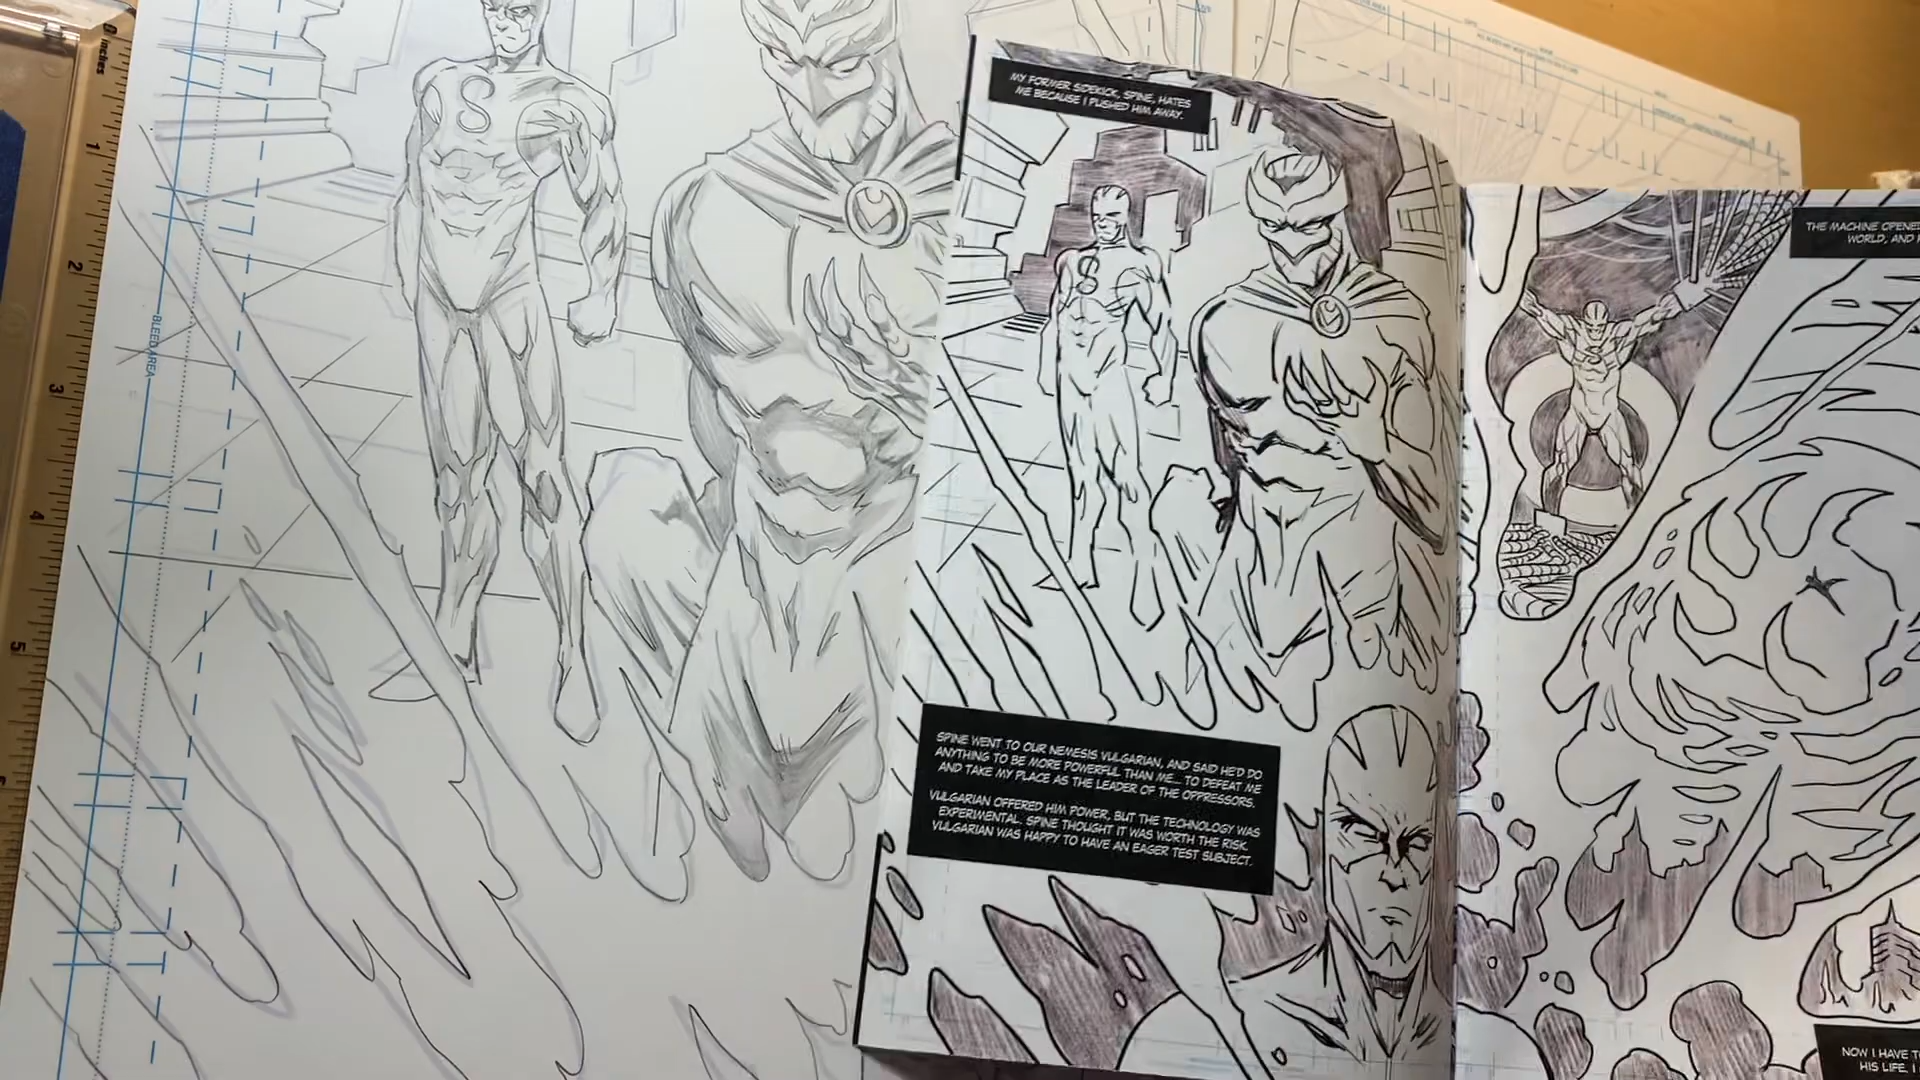 inches
1
2
3
4
5
BLEED AREA
S
MY FORMER SIDEKICK, SPINE, HATES
ME BECAUSE I PUSHED HIM AWAY.
S
SPINE WENT TO OUR NEMESIS VULGARIAN, AND SAID HE'D DO
ANYTHING TO BE MORE POWERFUL THAN ME... TO DEFEAT ME
AND TAKE MY PLACE AS THE LEADER OF THE OPPRESSORS.
VULGARIAN OFFERED HIM POWER, BUT THE TECHNOLOGY WAS
EXPERIMENTAL. SPINE THOUGHT IT WAS WORTH THE RISK.
VULGARIAN WAS HAPPY TO HAVE AN EAGER TEST SUBJECT.
THE MACHINE OPENED
WORLD, AND
S
NOW I HAVE
HIS LIFE, I